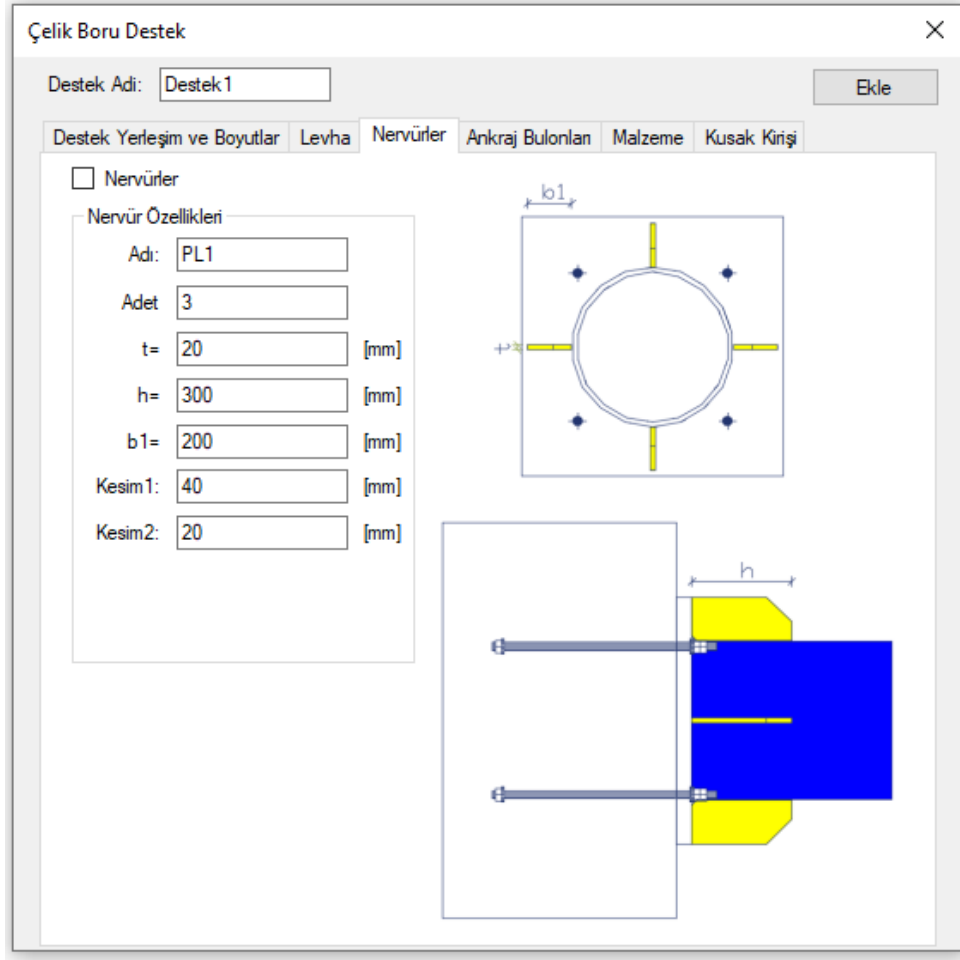 Çelik Boru Destek
Destek Adi: Destek1 Ekle
Destek Yerleşim ve Boyutlar Levha Nervürler Ankraj Bulonları Malzeme Kusak Kirişi
Nervürler
Nervür Özellikleri
Adı: PL1
Adet 3
t= 20 [mm]
h= 300 [mm]
b1= 200 [mm]
Kesim1: 40 [mm]
Kesim2: 20 [mm]
b1
t
h